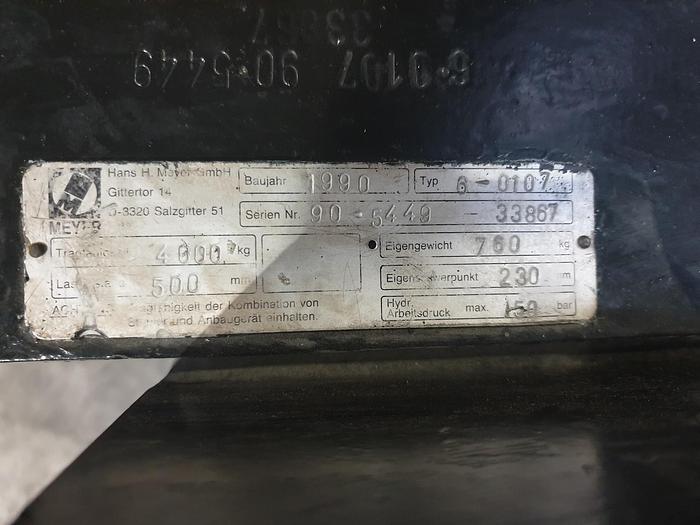 33867
6-0107 90-5449
MEYER
Hans H. Meyer GmbH
Gittertor 14
D-3320 Salzgitter 51
Baujahr 1990 Typ 6-0107
Serien Nr. 90-5449-33867
4000 kg
500 mm
Eigengewicht 760 kg
Eigenschwerpunkt 230 mm
Hydr. Arbeitsdruck max. 150 bar
der Kombination von
und Anbaugerät einhalten.